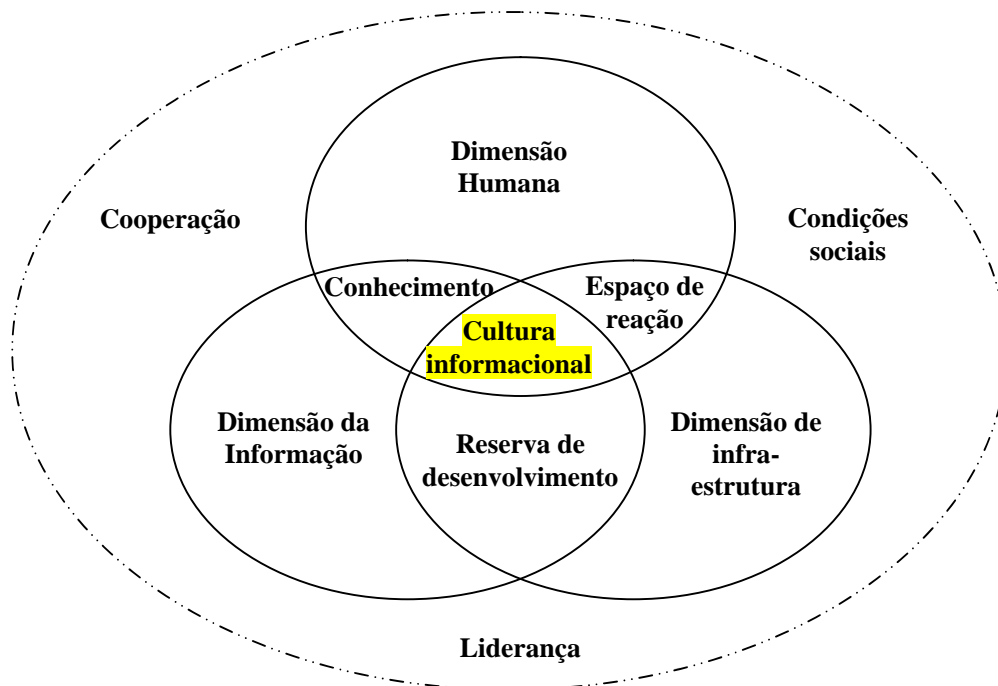 Dimensão
Humana
Cooperação
Condições
sociais
Conhecimento
Espaço de
reação
Cultura
informacional
Dimensão da
Informação
Reserva de
desenvolvimento
Dimensão de
infra-
estrutura
Liderança